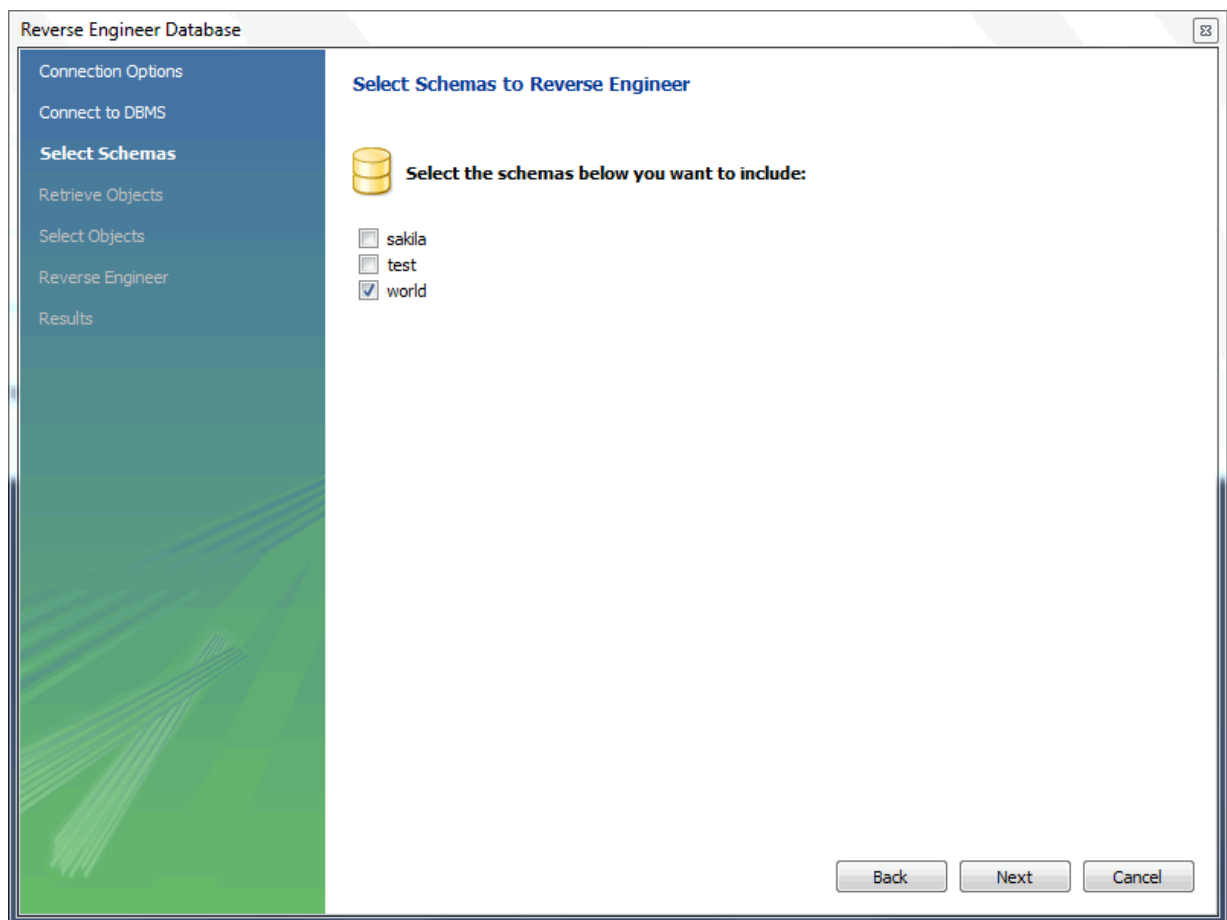 Reverse Engineer Database
Connection Options
Connect to DBMS
Select Schemas
Retrieve Objects
Select Objects
Reverse Engineer
Results
Select Schemas to Reverse Engineer
Select the schemas below you want to include:
sakila
test
world
Back Next Cancel